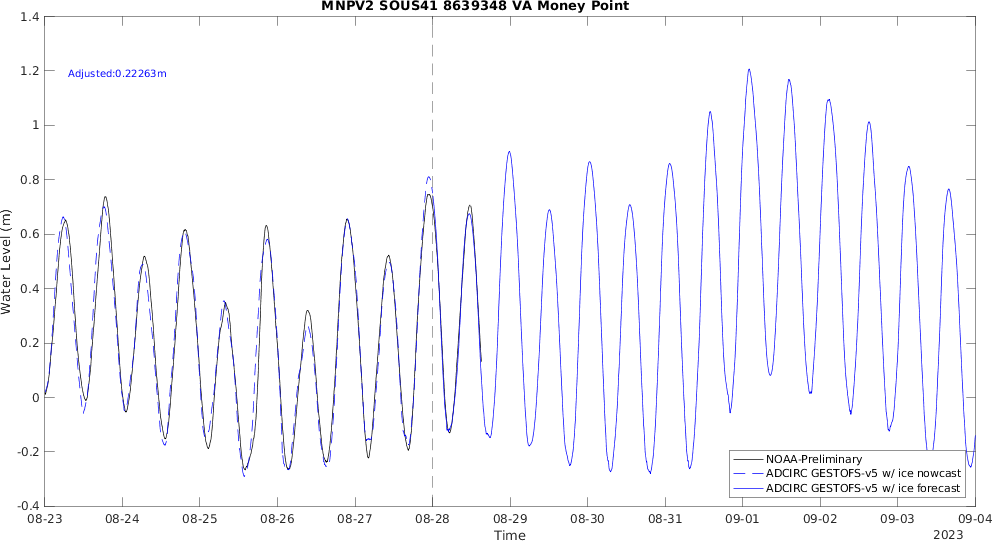 MNPV2 SOUS41 8639348 VA Money Point
1.4
1.2
1
0.8
0.6
0.4
0.2
0
-0.2
-0.4
Water Level (m)
Adjusted:0.22263m
NOAA-Preliminary
ADCIRC GESTOFS-v5 w/ ice nowcast
ADCIRC GESTOFS-v5 w/ ice forecast
08-23 08-24 08-25 08-26 08-27 08-28 08-29 08-30 08-31 09-01 09-02 09-03 09-04
Time
2023